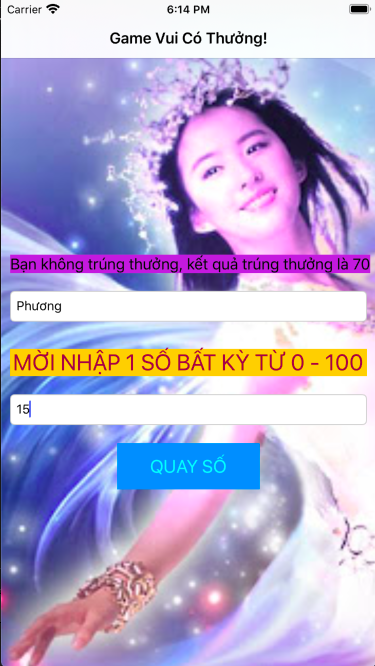 Carrier
6:14 PM
Game Vui Có Thưởng!
Bạn không trúng thưởng, kết quả trúng thưởng là 70
Phương
MỜI NHẬP 1 SỐ BẤT KỲ TỪ 0 - 100
15
QUAY SỐ